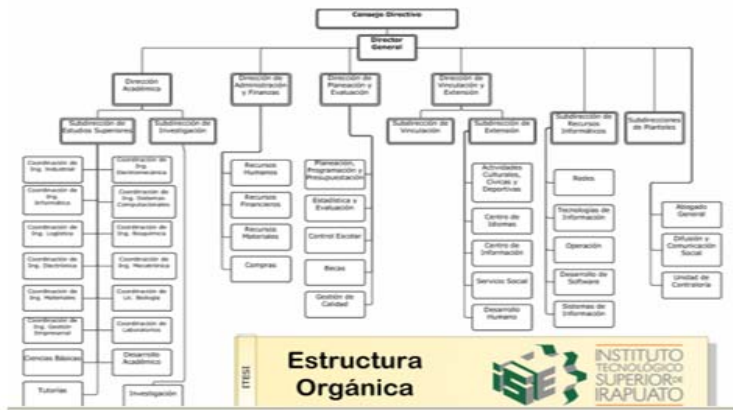 Consejo Directivo
Director
General
Dirección
Académica
Dirección de
Administración
y Finanzas
Dirección de
Planeación y
Evaluación
Dirección de
Vinculación y
Extensión
Subdirección de
Estudios Superiores
Subdirección de
Investigación
Subdirección de
Vinculación
Subdirección de
Extensión
Subdirección de
Recursos
Informáticos
Subdirecciones
de Planteles
Coordinación de
Ing. Industrial
Coordinación de
Ing.
Electromecánica
Coordinación de
Ing.
Informática
Coordinación de
Ing. Sistemas
Computacionales
Coordinación de
Ing. Logística
Coordinación de
Ing. Bioquímica
Coordinación de
Ing. Electrónica
Coordinación de
Ing. Mecatrónica
Coordinación de
Ing. Materiales
Coordinación de
Lic. Biología
Coordinación de
Ing. Gestión
Empresarial
Coordinación de
Laboratorios
Ciencias Básicas
Desarrollo
Académico
Tutorías
Investigación
Recursos
Humanos
Recursos
Financieros
Recursos
Materiales
Compras
Planeación,
Programación y
Presupuestación
Estadística y
Evaluación
Control Escolar
Becas
Gestión de
Calidad
Actividades
Culturales,
Cívicas y
Deportivas
Centro de
Idiomas
Centro de
Información
Servicio Social
Desarrollo
Humano
Redes
Tecnologías de
Información
Operación
Desarrollo de
Software
Sistemas de
Información
Abogado
General
Difusión y
Comunicación
Social
Unidad de
Contraloría
ITESI
Estructura
Orgánica
INSTITUTO
TECNOLÓGICO
SUPERIOR DE
IRAPUATO